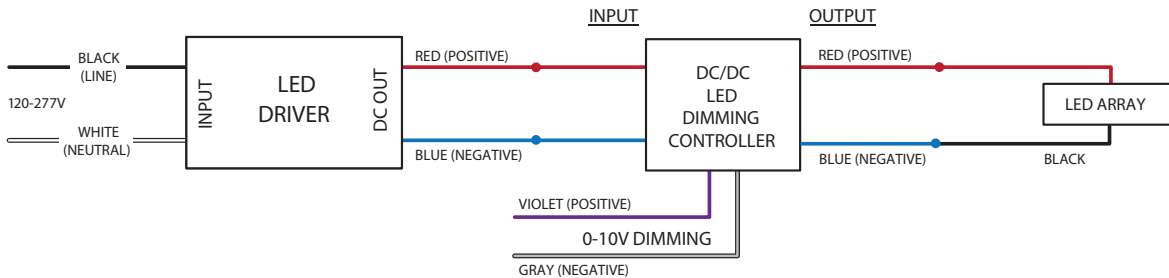 INPUT
OUTPUT
BLACK
(LINE)
120-277V
WHITE
(NEUTRAL)
INPUT
LED
DRIVER
DC OUT
RED (POSITIVE)
BLUE (NEGATIVE)
DC/DC
LED
DIMMING
CONTROLLER
RED (POSITIVE)
BLUE (NEGATIVE)
LED ARRAY
BLACK
VIOLET (POSITIVE)
0-10V DIMMING
GRAY (NEGATIVE)